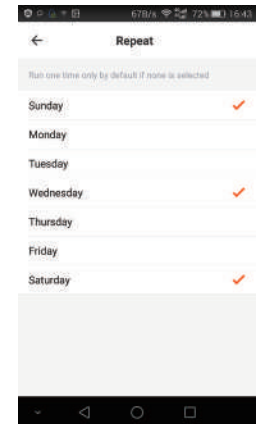 678/s 72% 16:43
Repeat
Run one time only by default if none is selected
Sunday
Monday
Tuesday
Wednesday
Thursday
Friday
Saturday